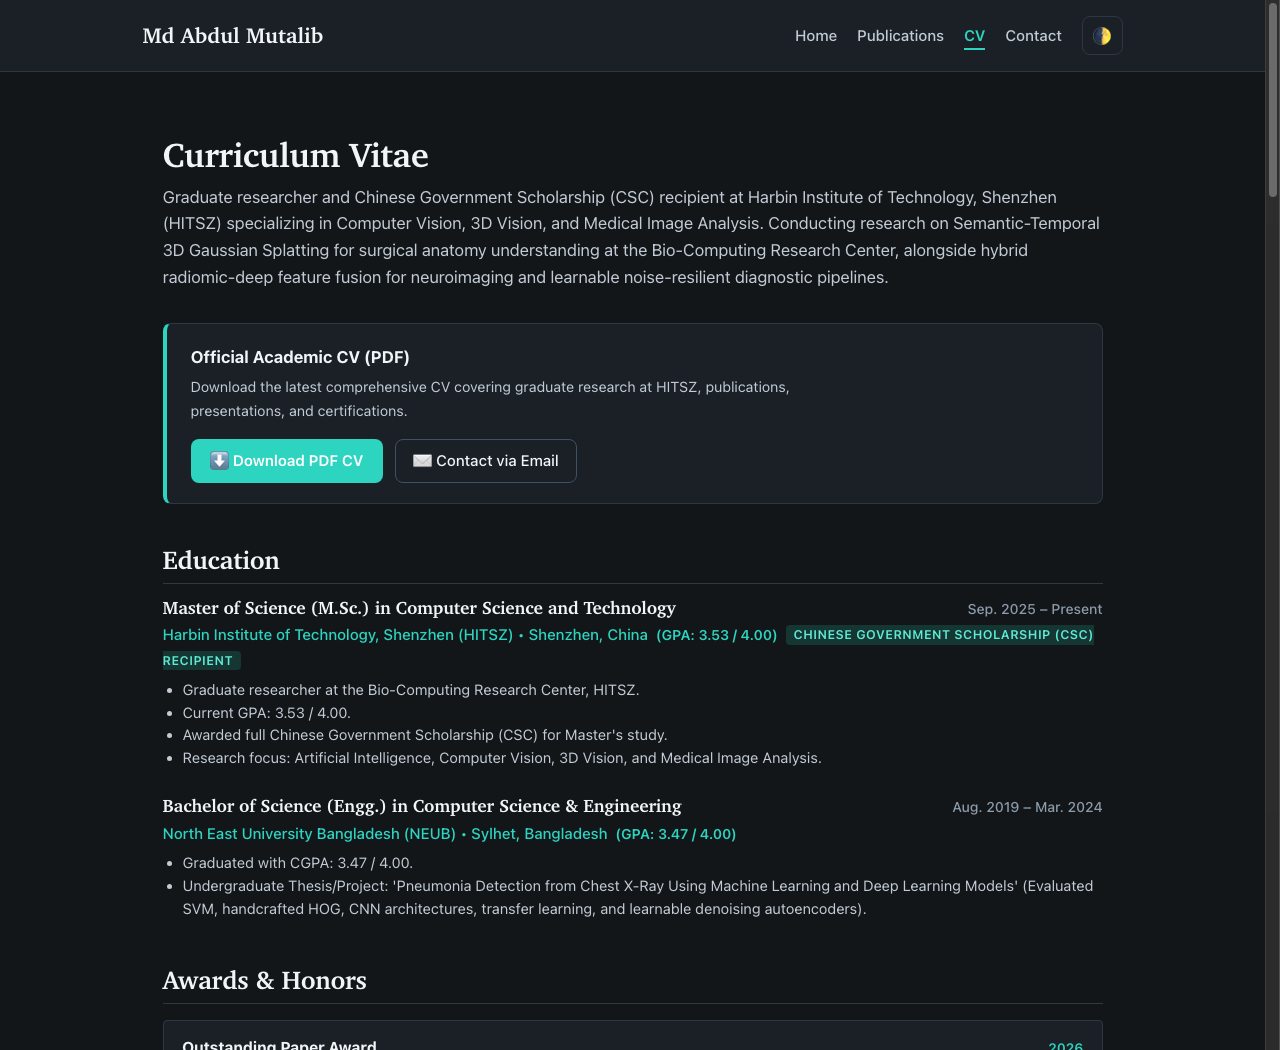 Md Abdul Mutalib
Home Publications CV Contact
Curriculum Vitae
Graduate researcher and Chinese Government Scholarship (CSC) recipient at Harbin Institute of Technology, Shenzhen
(HITSZ) specializing in Computer Vision, 3D Vision, and Medical Image Analysis. Conducting research on Semantic-Temporal
3D Gaussian Splatting for surgical anatomy understanding at the Bio-Computing Research Center, alongside hybrid
radiomic-deep feature fusion for neuroimaging and learnable noise-resilient diagnostic pipelines.
Official Academic CV (PDF)
Download the latest comprehensive CV covering graduate research at HITSZ, publications,
presentations, and certifications.
Download PDF CV
Contact via Email
Education
Master of Science (M.Sc.) in Computer Science and Technology
Sep. 2025 – Present
Harbin Institute of Technology, Shenzhen (HITSZ) • Shenzhen, China (GPA: 3.53 / 4.00) CHINESE GOVERNMENT SCHOLARSHIP (CSC)
RECIPIENT
• Graduate researcher at the Bio-Computing Research Center, HITSZ.
• Current GPA: 3.53 / 4.00.
• Awarded full Chinese Government Scholarship (CSC) for Master's study.
• Research focus: Artificial Intelligence, Computer Vision, 3D Vision, and Medical Image Analysis.
Bachelor of Science (Engg.) in Computer Science & Engineering
Aug. 2019 – Mar. 2024
North East University Bangladesh (NEUB) • Sylhet, Bangladesh (GPA: 3.47 / 4.00)
• Graduated with CGPA: 3.47 / 4.00.
• Undergraduate Thesis/Project: 'Pneumonia Detection from Chest X-Ray Using Machine Learning and Deep Learning Models' (Evaluated
SVM, handcrafted HOG, CNN architectures, transfer learning, and learnable denoising autoencoders).
Awards & Honors
Outstanding Paper Award
2026